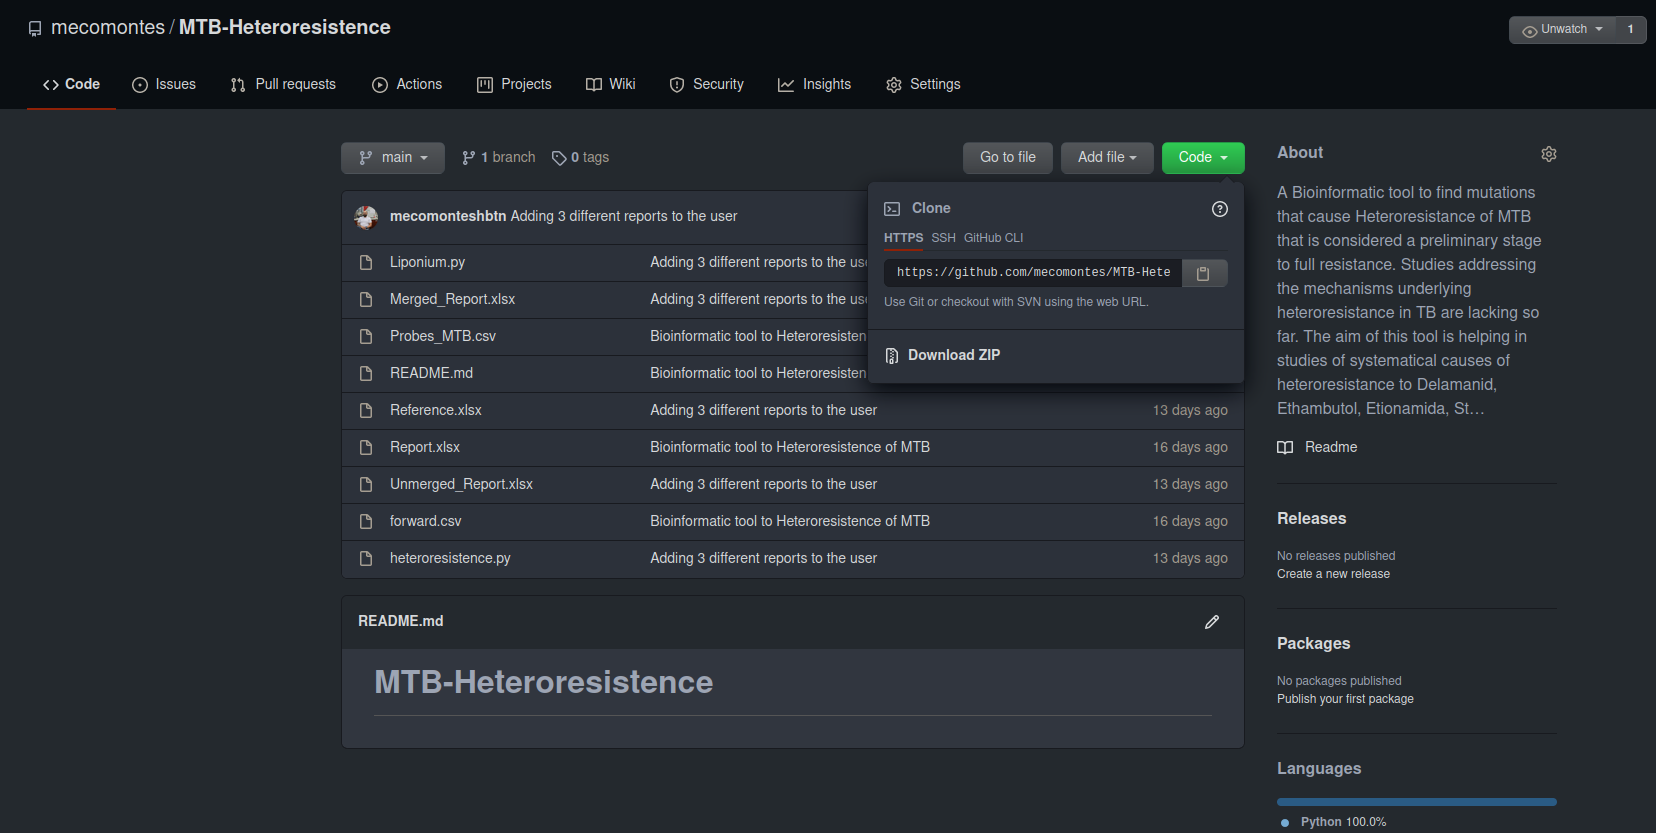 mecomontes / MTB-Heteroresistence
Unwatch 1
Code Issues Pull requests Actions Projects Wiki Security Insights Settings
main 1 branch 0 tags Go to file Add file Code
mecomonteshbtn Adding 3 different reports to the user
Liponium.py Adding 3 different reports to the use
Merged_Report.xlsx Adding 3 different reports to the use
Probes_MTB.csv Bioinformatic tool to Heteroresisten
README.md Bioinformatic tool to Heteroresisten
Reference.xlsx Adding 3 different reports to the user 13 days ago
Report.xlsx Bioinformatic tool to Heteroresistence of MTB 16 days ago
Unmerged_Report.xlsx Adding 3 different reports to the user 13 days ago
forward.csv Bioinformatic tool to Heteroresistence of MTB 16 days ago
heteroresistence.py Adding 3 different reports to the user 13 days ago
Clone
HTTPS SSH GitHub CLI
https://github.com/mecomontes/MTB-Hete
Use Git or checkout with SVN using the web URL.
Download ZIP
README.md
MTB-Heteroresistence
About
A Bioinformatic tool to find mutations
that cause Heteroresistance of MTB
that is considered a preliminary stage
to full resistance. Studies addressing
the mechanisms underlying
heteroresistance in TB are lacking so
far. The aim of this tool is helping in
studies of systematical causes of
heteroresistance to Delamanid,
Ethambutol, Etionamida, St…
Readme
Releases
No releases published
Create a new release
Packages
No packages published
Publish your first package
Languages
Python 100.0%